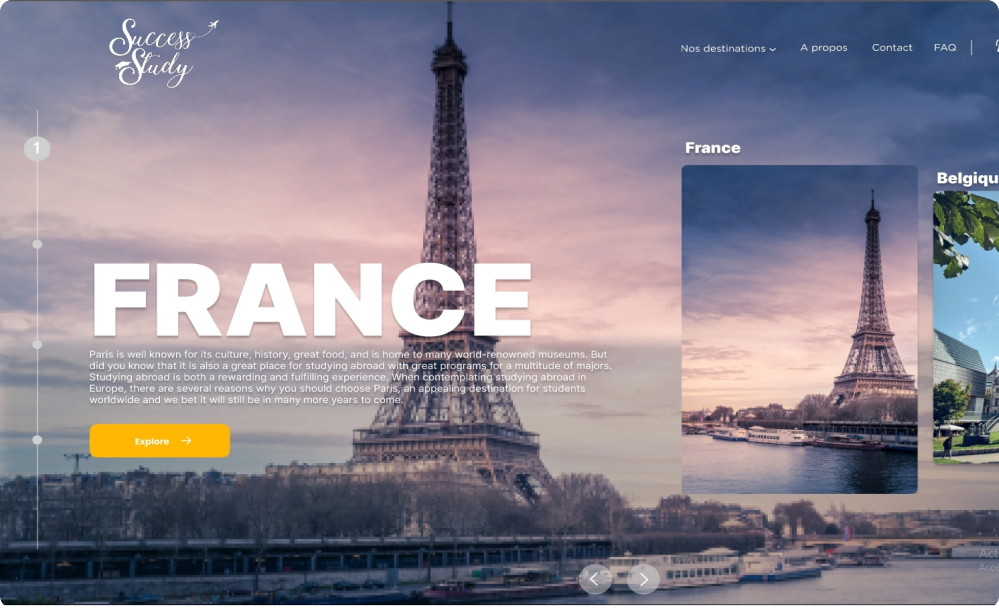 Success
Study
Nos destinations
A propos
Contact
FAQ
1
France
Belgiqu
FRANCE
Paris is well known for its culture, history, great food, and is home to many world-renowned museums. But
did you know that it is also a great place for studying abroad with great programs for a multitude of majors.
Studying abroad is both a rewarding and fulfilling experience. When contemplating studying abroad in
Europe, there are several reasons why you should choose Paris, an appealing destination for students
worldwide and we bet it will still be in many more years to come.
Explore
Act
Accé